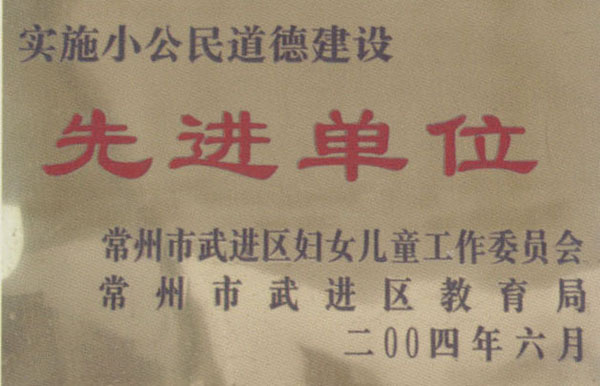 实施小公民道德建设
先进单位
常州市武进区妇女儿童工作委员会
常州市武进区教育局
二00四年六月